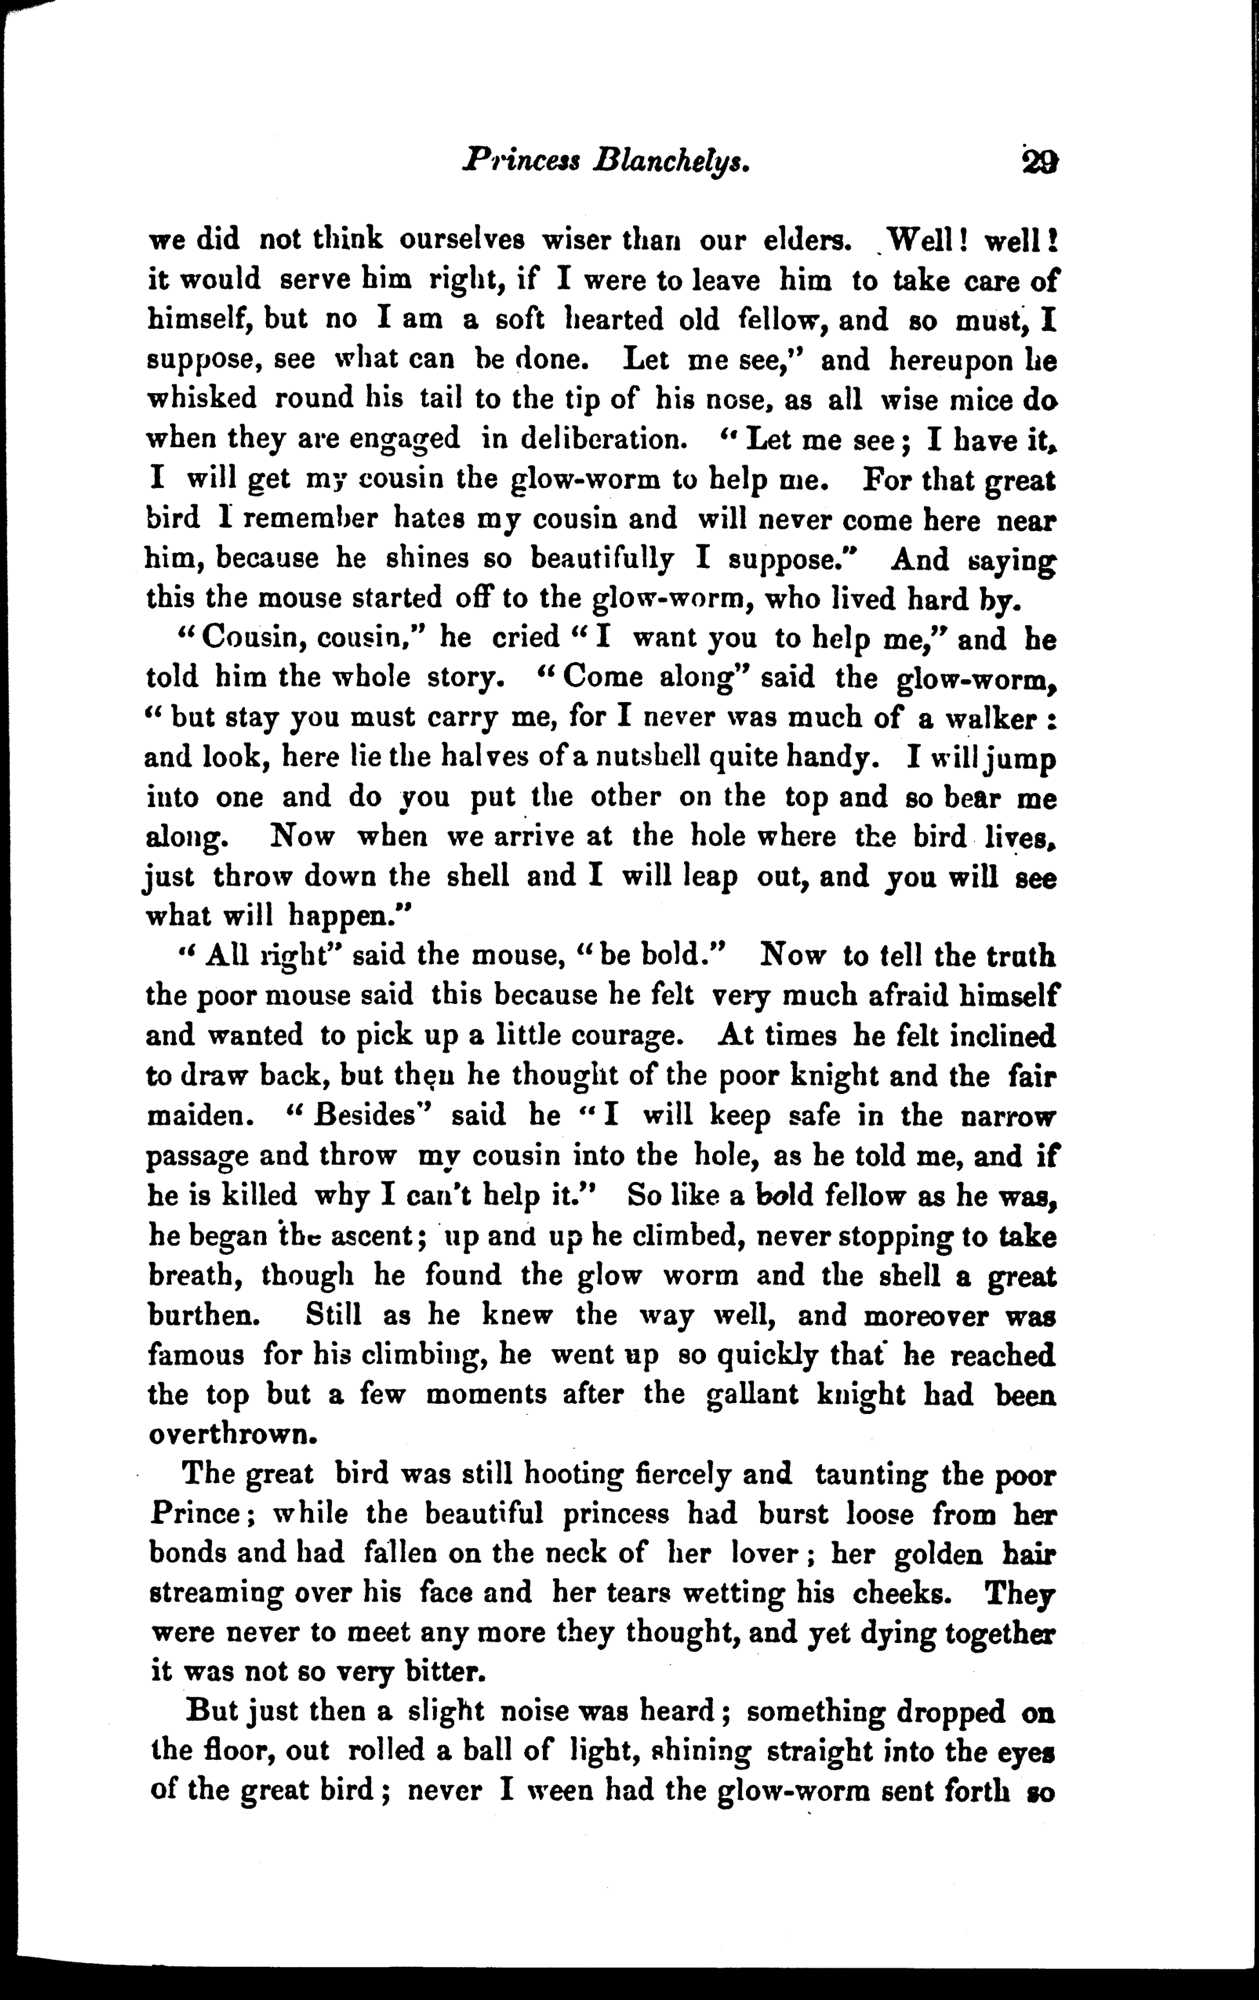 Princess Blanchelys. 29
we did not think ourselves wiser than our elders. Well! well!
it would serve him right, if I were to leave him to take care of
himself, but no I am a soft hearted old fellow, and so must, I
suppose, see what can be done. Let me see,” and hereupon he
whisked round his tail to the tip of his nose, as all wise mice do
when they are engaged in deliberation. “Let me see; I have it,
I will get my cousin the glow-worm to help me. For that great
bird I remember hates my cousin and will never come here near
him, because he shines so beautifully I suppose.” And saying
this the mouse started off to the glow-worm, who lived hard by.
“Cousin, cousin,” he cried “I want you to help me,” and he
told him the whole story. “Come along” said the glow-worm,
“but stay you must carry me, for I never was much of a walker:
and look, here lie the halves of a nutshell quite handy. I will jump
into one and do you put the other on the top and so bear me
along. Now when we arrive at the hole where the bird lives,
just throw down the shell and I will leap out, and you will see
what will happen.”
“All right” said the mouse, “be bold.” Now to tell the truth
the poor mouse said this because he felt very much afraid himself
and wanted to pick up a little courage. At times he felt inclined
to draw back, but then he thought of the poor knight and the fair
maiden. “Besides” said he “I will keep safe in the narrow
passage and throw my cousin into the hole, as he told me, and if
he is killed why I can't help it.” So like a bold fellow as he was,
he began the ascent; up and up he climbed, never stopping to take
breath, though he found the glow worm and the shell a great
burthen. Still as he knew the way well, and moreover was
famous for his climbing, he went up so quickly that he reached
the top but a few moments after the gallant knight had been
overthrown.
The great bird was still hooting fiercely and taunting the poor
Prince; while the beautiful princess had burst loose from her
bonds and had fallen on the neck of her lover; her golden hair
streaming over his face and her tears wetting his cheeks. They
were never to meet any more they thought, and yet dying together
it was not so very bitter.
But just then a slight noise was heard; something dropped on
the floor, out rolled a ball of light, shining straight into the eyes
of the great bird; never I ween had the glow-worm sent forth so